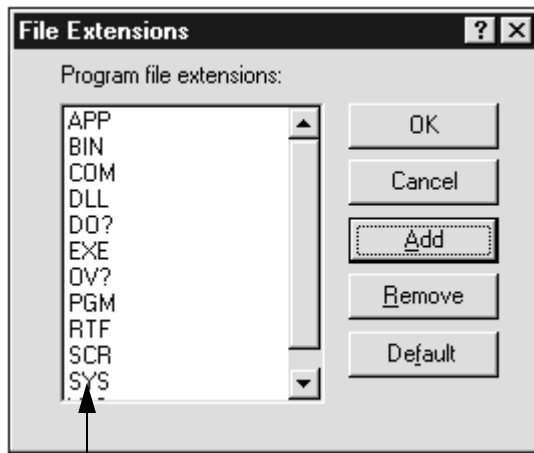 File Extensions
? X
Program file extensions:
APP
BIN
COM
DLL
DO?
EXE
OV?
PGM
RTF
SCR
SYS
OK
Cancel
Add
Remove
Default